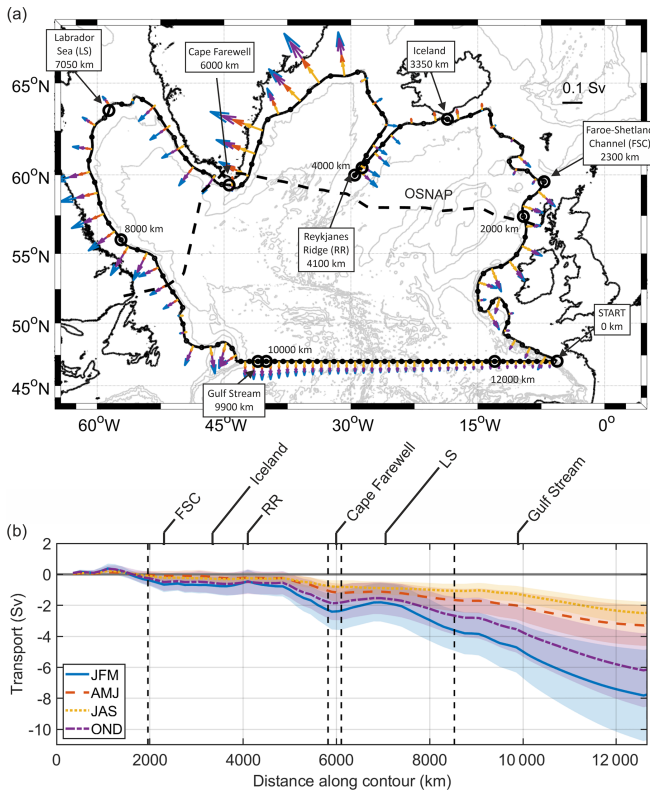 (a)
Labrador
Sea (LS)
7050 km
Cape Farewell
6000 km
Iceland
3350 km
0.1 Sv
Faroe-Shetland
Channel (FSC)
2300 km
65°N
60°N
55°N
50°N
45°N
4000 km
OSNAP
2000 km
8000 km
Reykjanes
Ridge (RR)
4100 km
START
0 km
10000 km
12000 km
Gulf Stream
9900 km
60°W
45°W
30°W
15°W
0°
(b)
FSC
Iceland
RR
Cape Farewell
LS
Gulf Stream
2
0
-2
-4
-6
-8
-10
Transport (Sv)
JFM
AMJ
JAS
OND
0
2000
4000
6000
8000
10 000
12 000
Distance along contour (km)